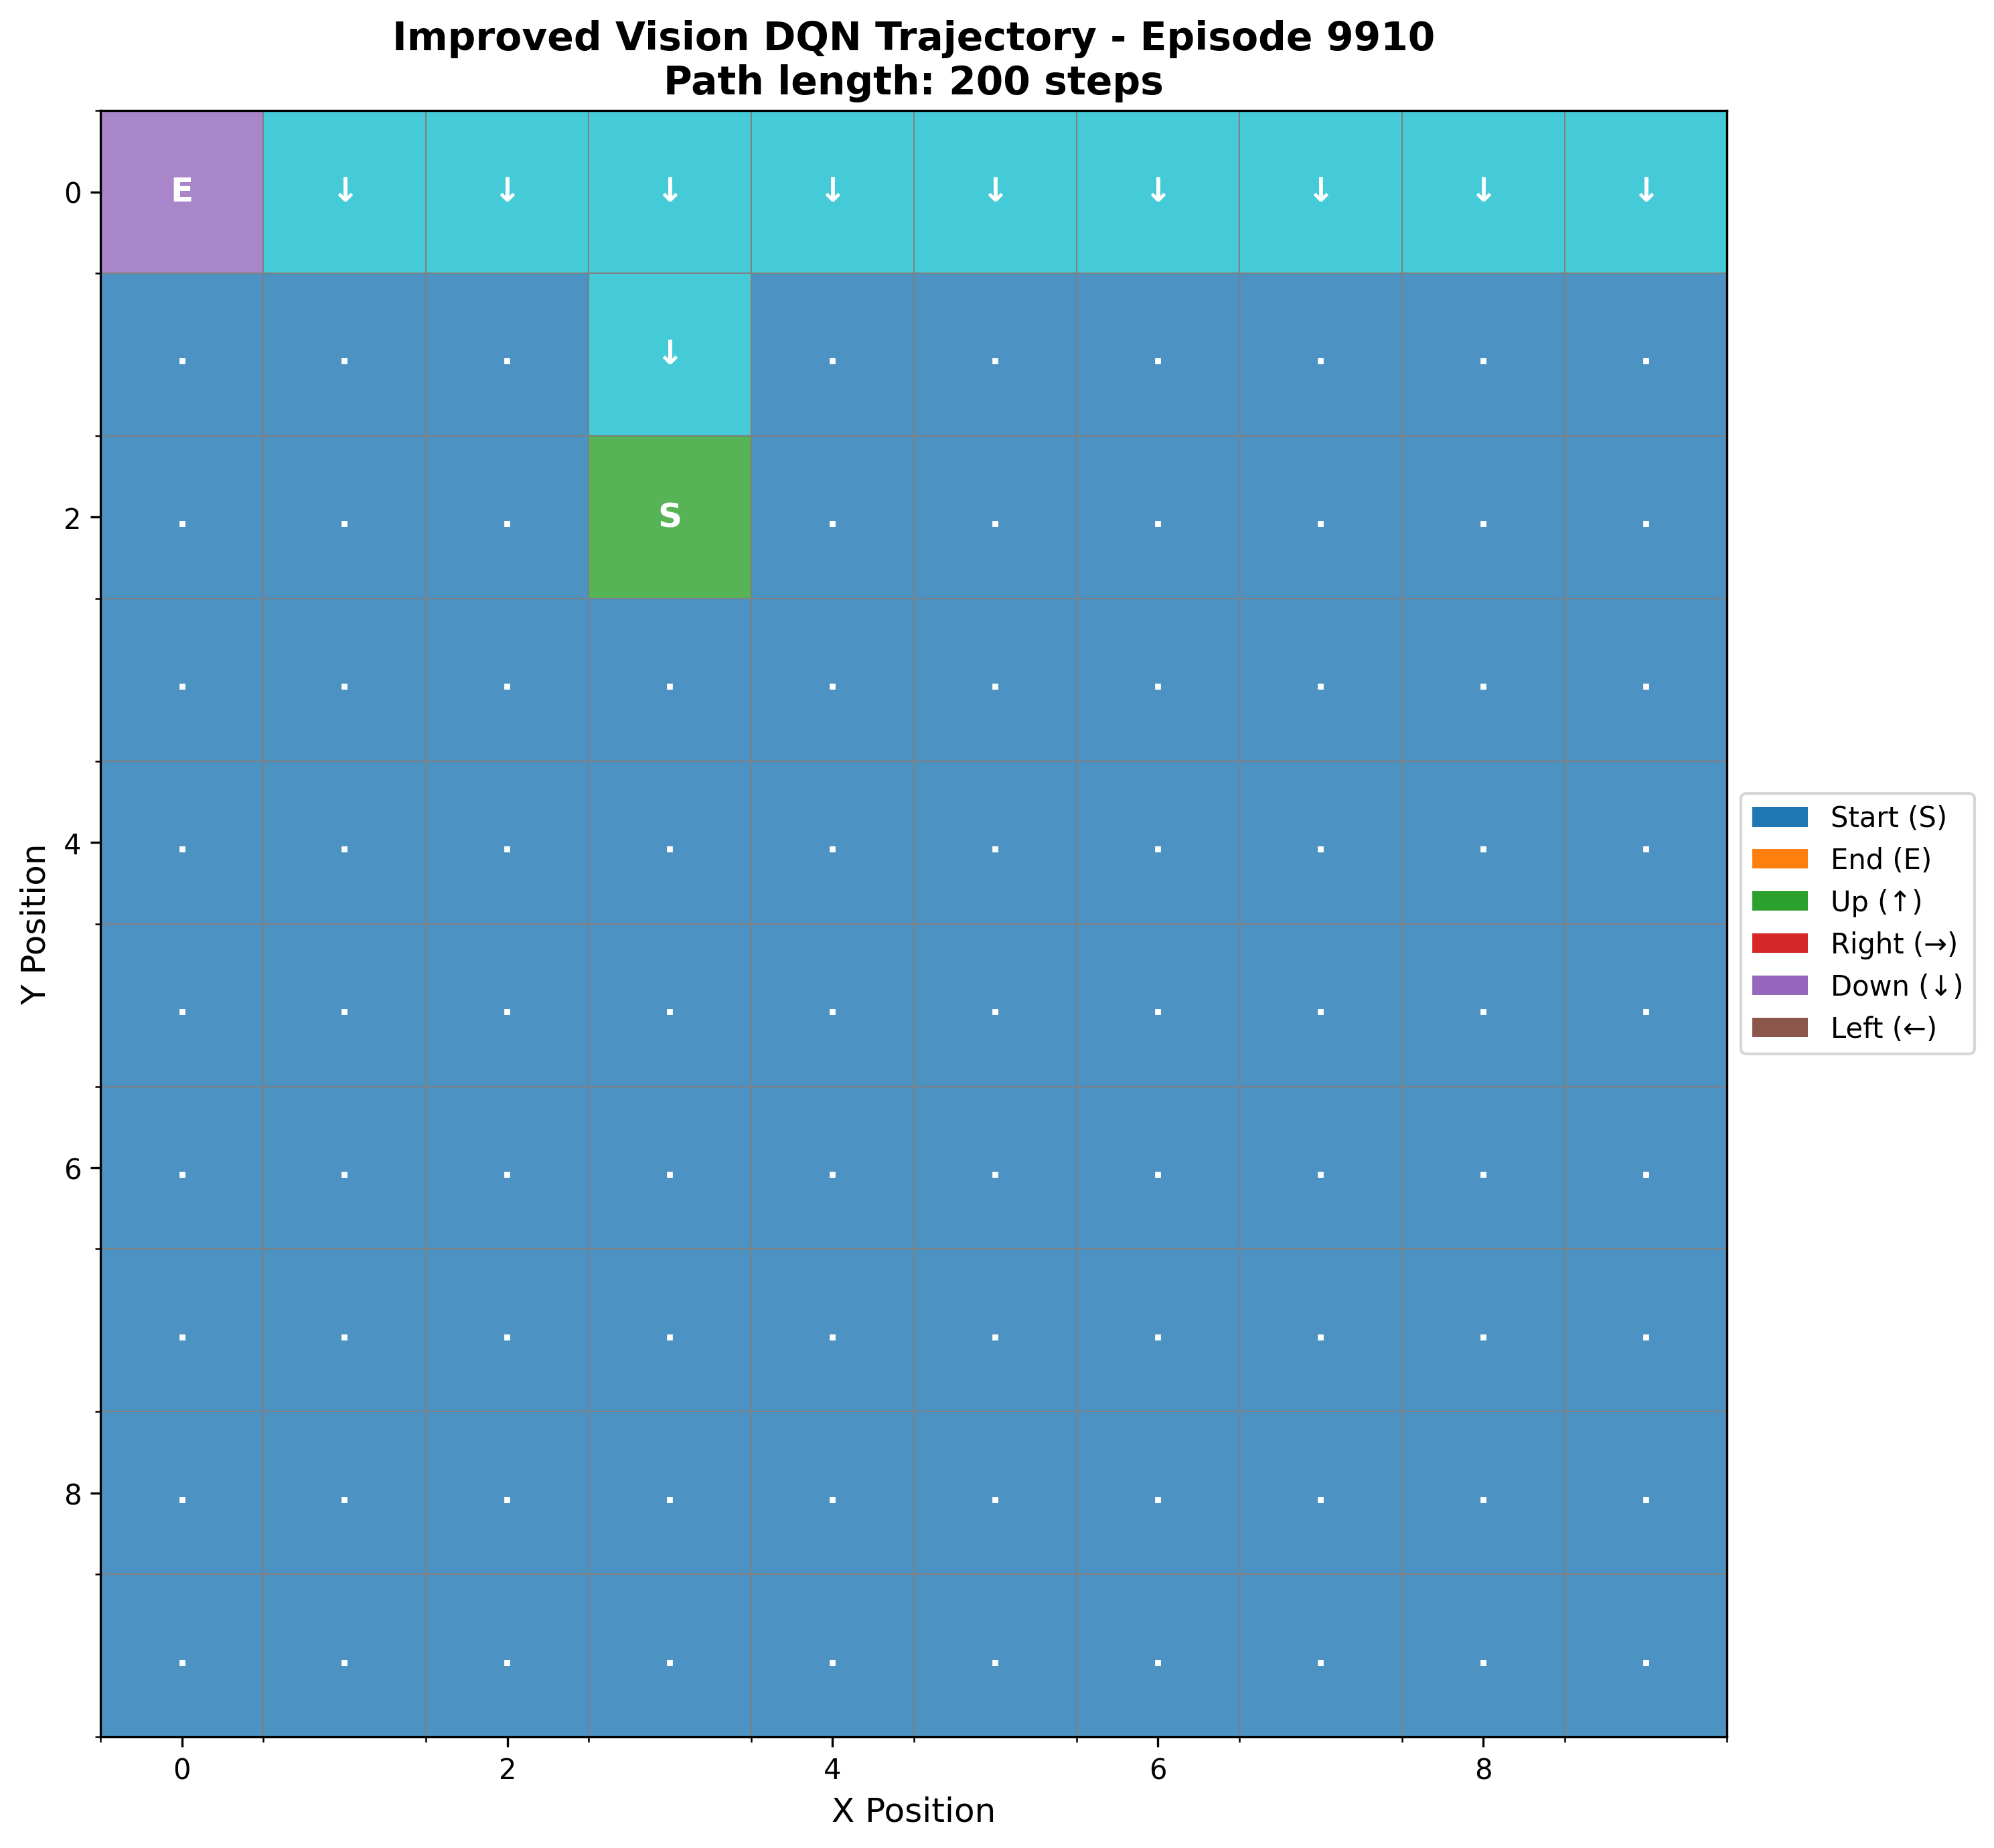 Improved Vision DQN Trajectory - Episode 9910
Path length: 200 steps
0 E ↓ ↓ ↓ ↓ ↓ ↓ ↓ ↓ ↓
. . . ↓ . . . . . .
2 . . . S . . . . . .
. . . . . . . . . .
4 . . . . . . . . . .
. . . . . . . . . .
6 . . . . . . . . . .
. . . . . . . . . .
8 . . . . . . . . . .
. . . . . . . . . .
0 2 4 6 8
X Position
Y Position
Start (S)
End (E)
Up (↑)
Right (→)
Down (↓)
Left (←)